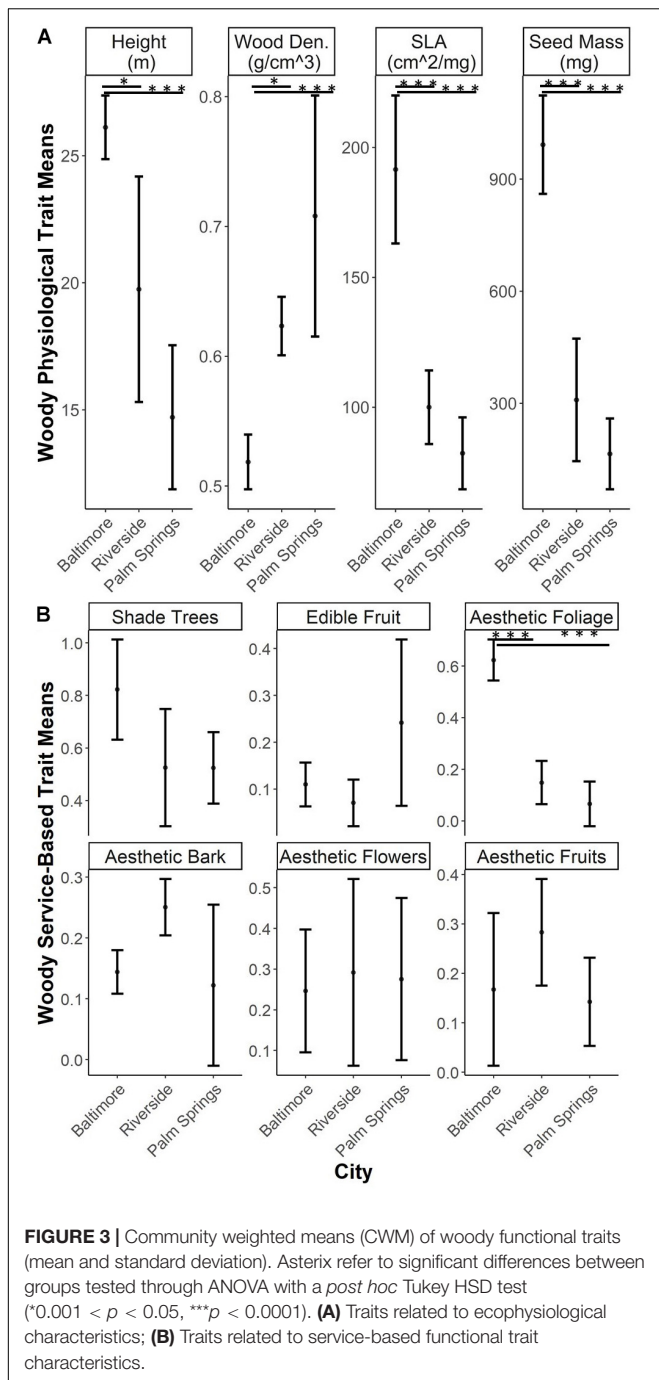 A
Height
(m)
Wood Den.
(g/cm^3)
SLA
(cm^2/mg)
Seed Mass
(mg)
* ***
* ***
*** ***
*** ***
Woody Physiological Trait Means
25
20
15
0.8
0.7
0.6
0.5
200
150
100
900
600
300
Baltimore
Riverside
Palm Springs
Baltimore
Riverside
Palm Springs
Baltimore
Riverside
Palm Springs
Baltimore
Riverside
Palm Springs
B
Shade Trees
Edible Fruit
Aesthetic Foliage
*** ***
Woody Service-Based Trait Means
1.0
0.8
0.6
0.4
0.4
0.3
0.2
0.1
0.6
0.4
0.2
0.0
Aesthetic Bark
Aesthetic Flowers
Aesthetic Fruits
0.3
0.2
0.1
0.0
0.5
0.4
0.3
0.2
0.1
0.4
0.3
0.2
0.1
0.0
Baltimore
Riverside
Palm Springs
Baltimore
Riverside
Palm Springs
Baltimore
Riverside
Palm Springs
City
FIGURE 3 | Community weighted means (CWM) of woody functional traits
(mean and standard deviation). Asterix refer to significant differences between
groups tested through ANOVA with a post hoc Tukey HSD test
(*0.001 < p < 0.05, ***p < 0.0001). (A) Traits related to ecophysiological
characteristics; (B) Traits related to service-based functional trait
characteristics.